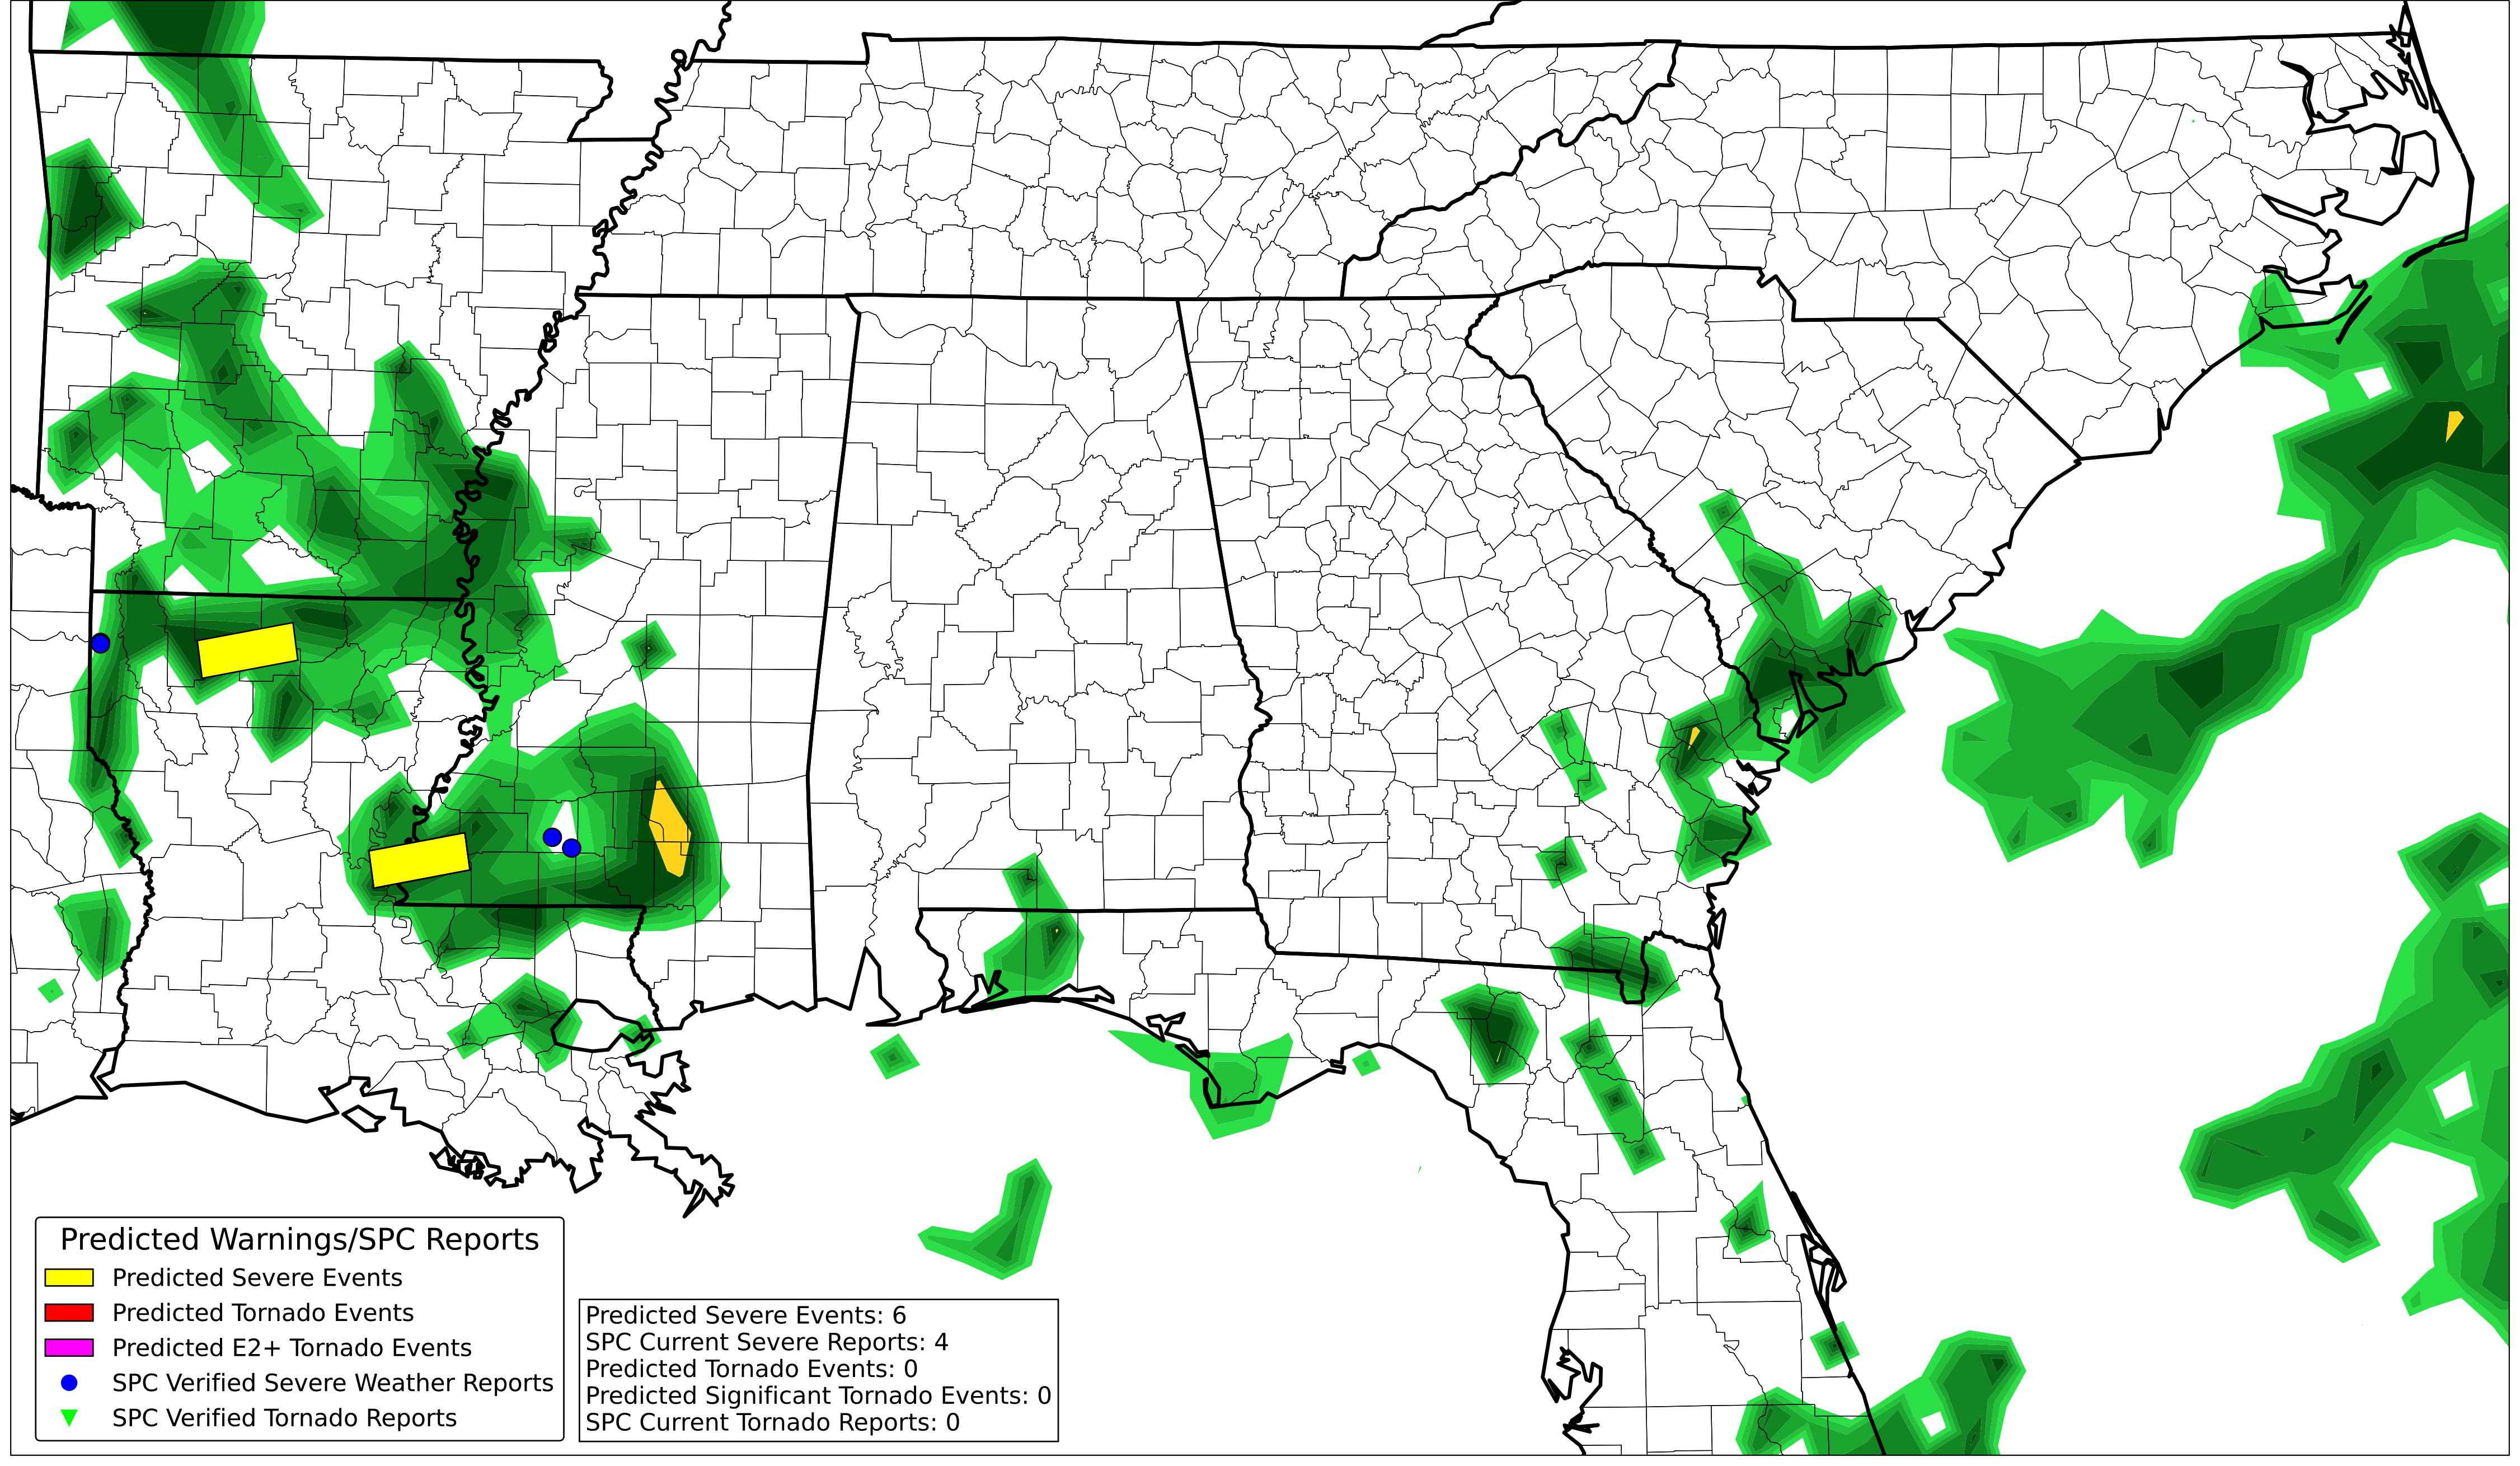 Predicted Warnings/SPC Reports
Predicted Severe Events
Predicted Tornado Events
Predicted E2+ Tornado Events
SPC Verified Severe Weather Reports
SPC Verified Tornado Reports
Predicted Severe Events: 6
SPC Current Severe Reports: 4
Predicted Tornado Events: 0
Predicted Significant Tornado Events: 0
SPC Current Tornado Reports: 0